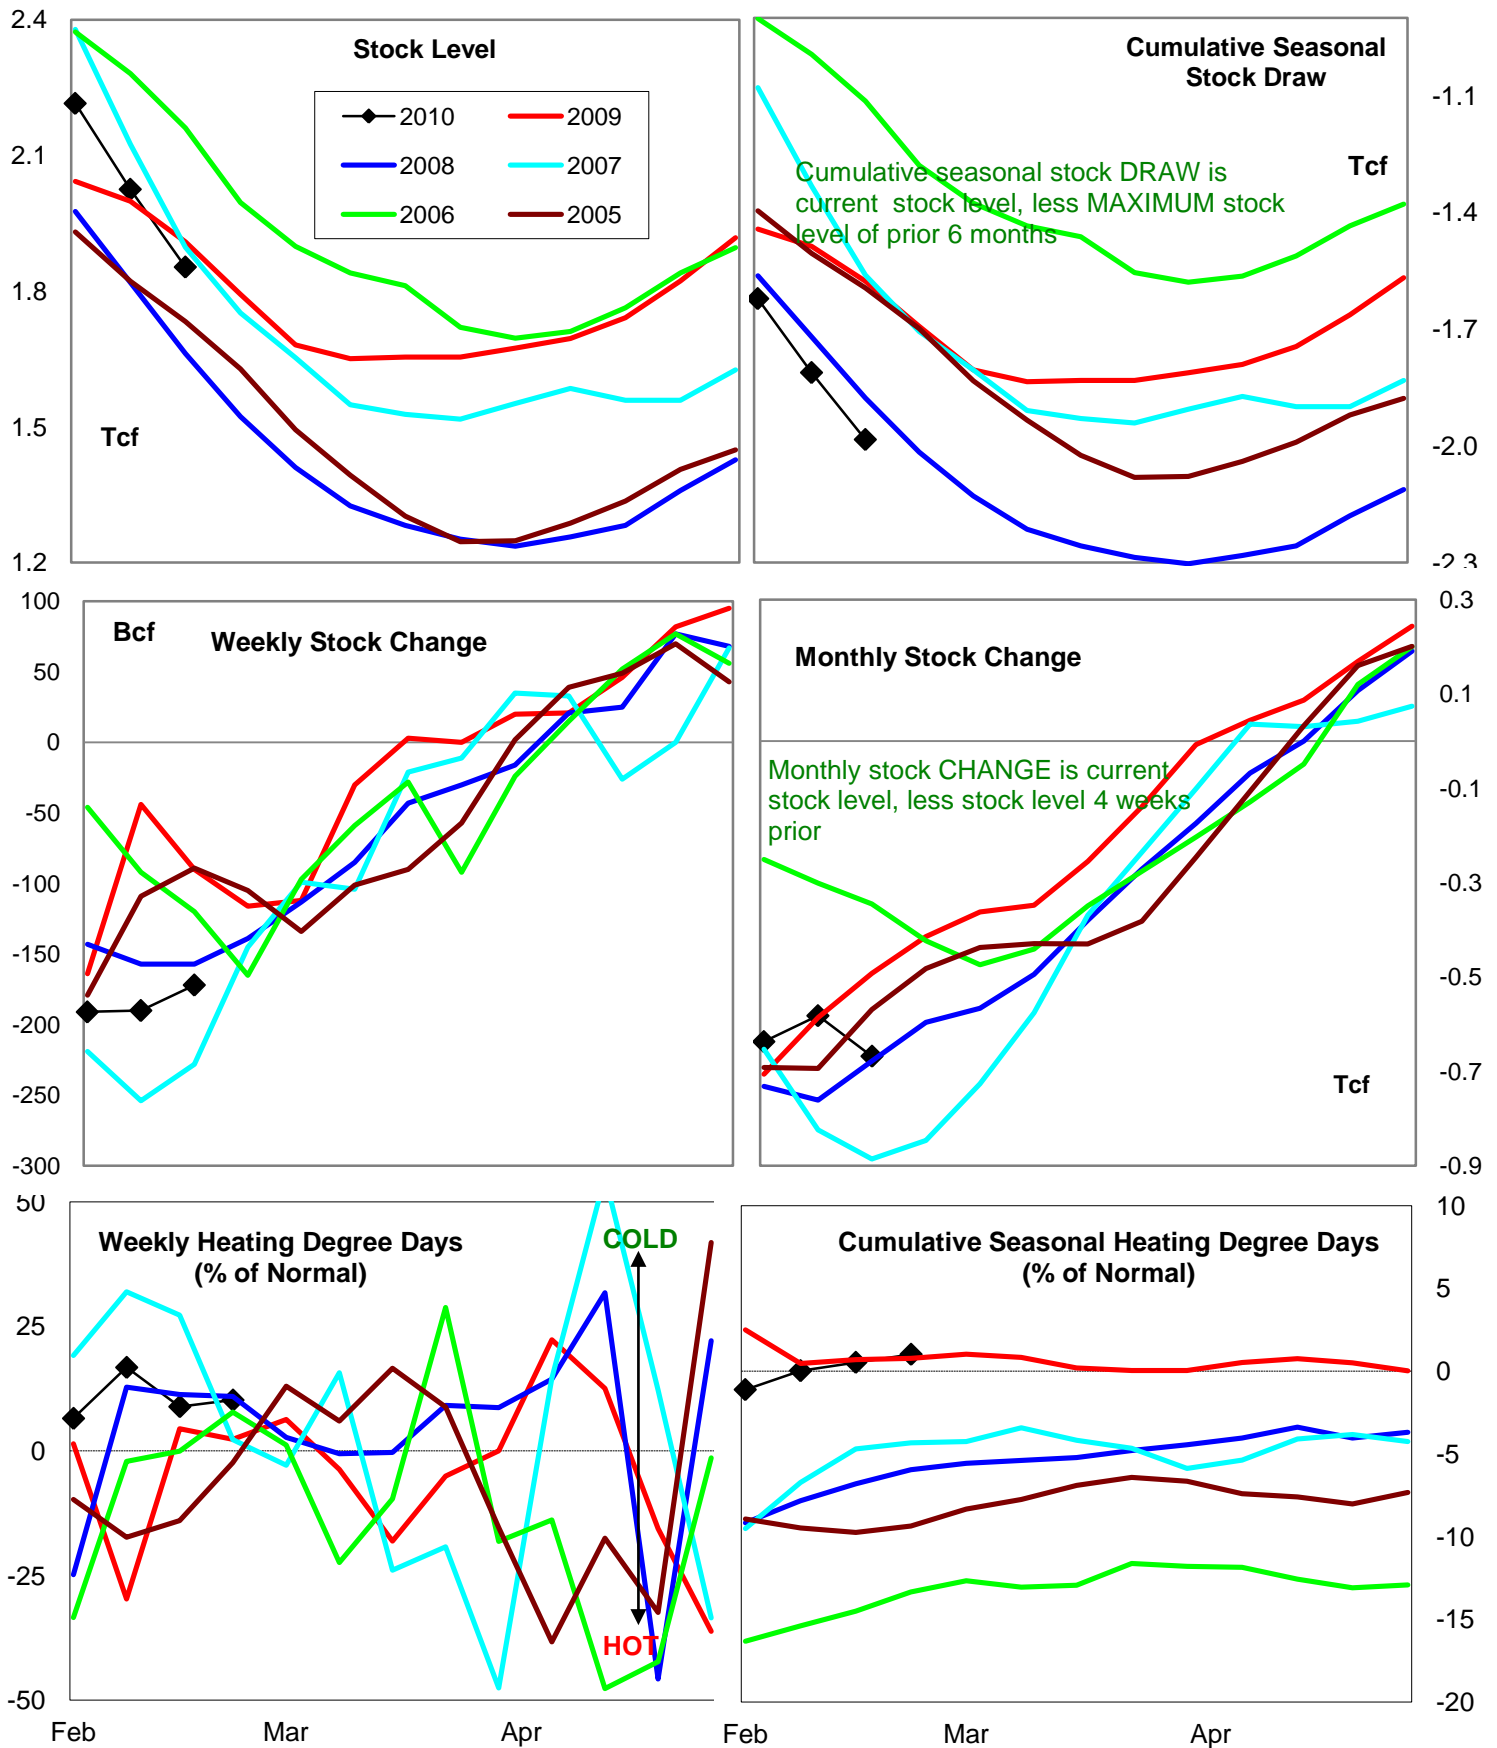 2.4
2.1
1.8
1.5
1.2
Stock Level
2010
2009
2008
2007
2006
2005
Tcf
Cumulative Seasonal
Stock Draw
Tcf
Cumulative seasonal stock DRAW is
current stock level, less MAXIMUM stock
level of prior 6 months
-1.1
-1.4
-1.7
-2.0
-2.3
100
50
0
-50
-100
-150
-200
-250
-300
Bcf
Weekly Stock Change
Monthly Stock Change
Monthly stock CHANGE is current
stock level, less stock level 4 weeks
prior
Tcf
0.3
0.1
-0.1
-0.3
-0.5
-0.7
-0.9
50
25
0
-25
-50
Weekly Heating Degree Days
(% of Normal)
COLD
HOT
Feb
Mar
Apr
Cumulative Seasonal Heating Degree Days
(% of Normal)
10
5
0
-5
-10
-15
-20
Feb
Mar
Apr